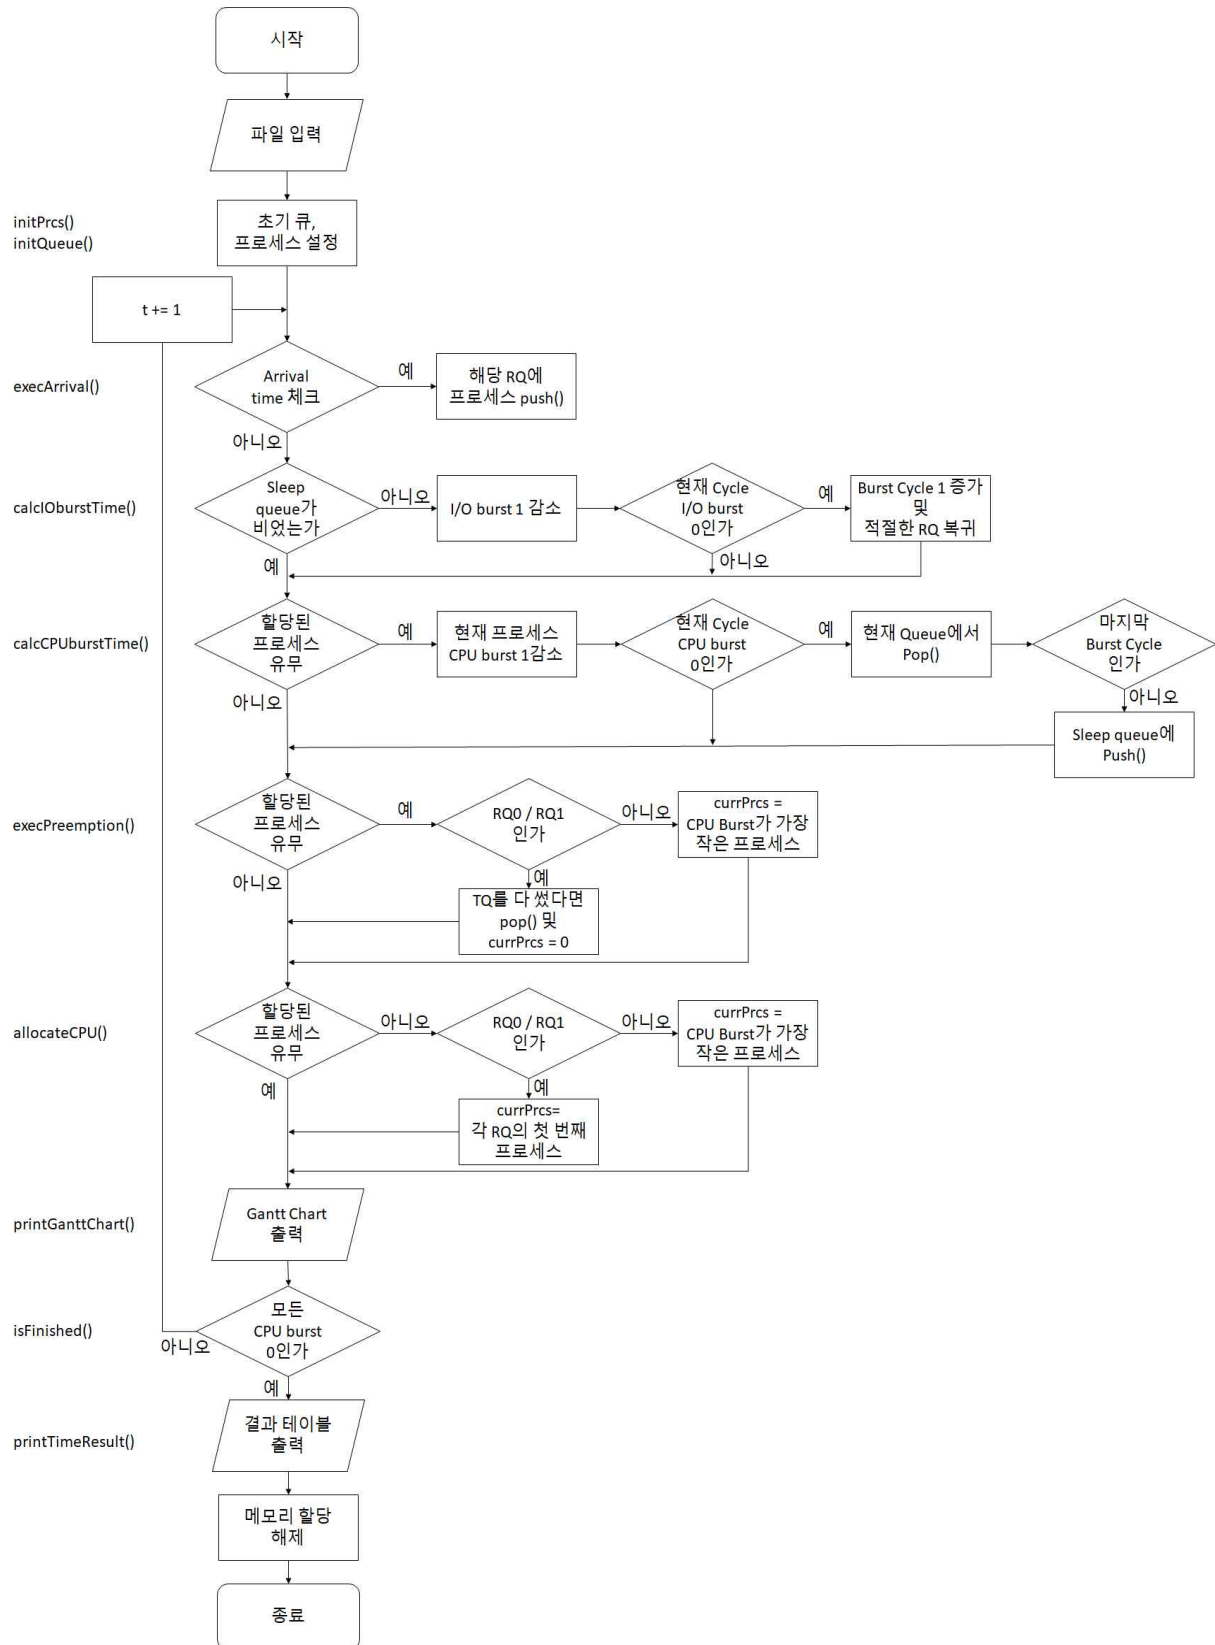 시작
파일 입력
initPrcs()
initQueue()
초기 큐,
프로세스 설정
t += 1
execArrival()
Arrival
time 체크
예
해당 RQ에
프로세스 push()
아니오
calcIOburstTime()
Sleep
queue가
비었는가
아니오
I/O burst 1 감소
현재 Cycle
I/O burst
0인가
예
Burst Cycle 1 증가
및
적절한 RQ 복귀
예
아니오
calcCPUburstTime()
할당된
프로세스
유무
예
현재 프로세스
CPU burst 1감소
현재 Cycle
CPU burst
0인가
예
현재 Queue에서
Pop()
마지막
Burst Cycle
인가
아니오
아니오
Sleep queue에
Push()
execPreemption()
할당된
프로세스
유무
예
RQ0 / RQ1
인가
아니오
currPrcs =
CPU Burst가 가장
작은 프로세스
아니오
예
TQ를 다 썼다면
pop() 및
currPrcs = 0
allocateCPU()
할당된
프로세스
유무
아니오
RQ0 / RQ1
인가
아니오
currPrcs =
CPU Burst가 가장
작은 프로세스
예
예
currPrcs=
각 RQ의 첫 번째
프로세스
printGanttChart()
Gantt Chart
출력
isFinished()
모든
CPU burst
0인가
아니오
예
printTimeResult()
결과 테이블
출력
메모리 할당
해제
종료